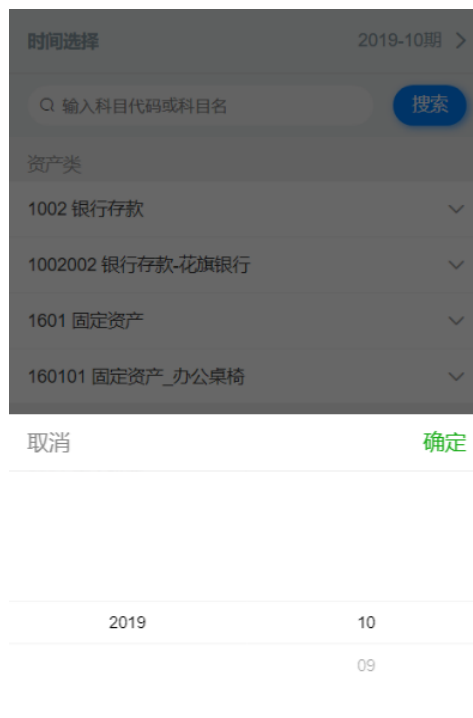 时间选择 2019-10期
输入科目代码或科目名 搜索
资产类
1002 银行存款
1002002 银行存款-花旗银行
1601 固定资产
160101 固定资产_办公桌椅
取消 确定
2019 10
09